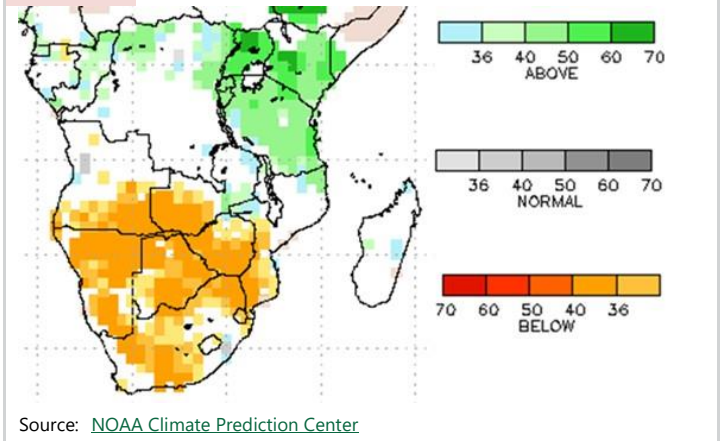 36 40 50 60 70
ABOVE
36 40 50 60 70
NORMAL
70 60 50 40 36
BELOW
Source: NOAA Climate Prediction Center